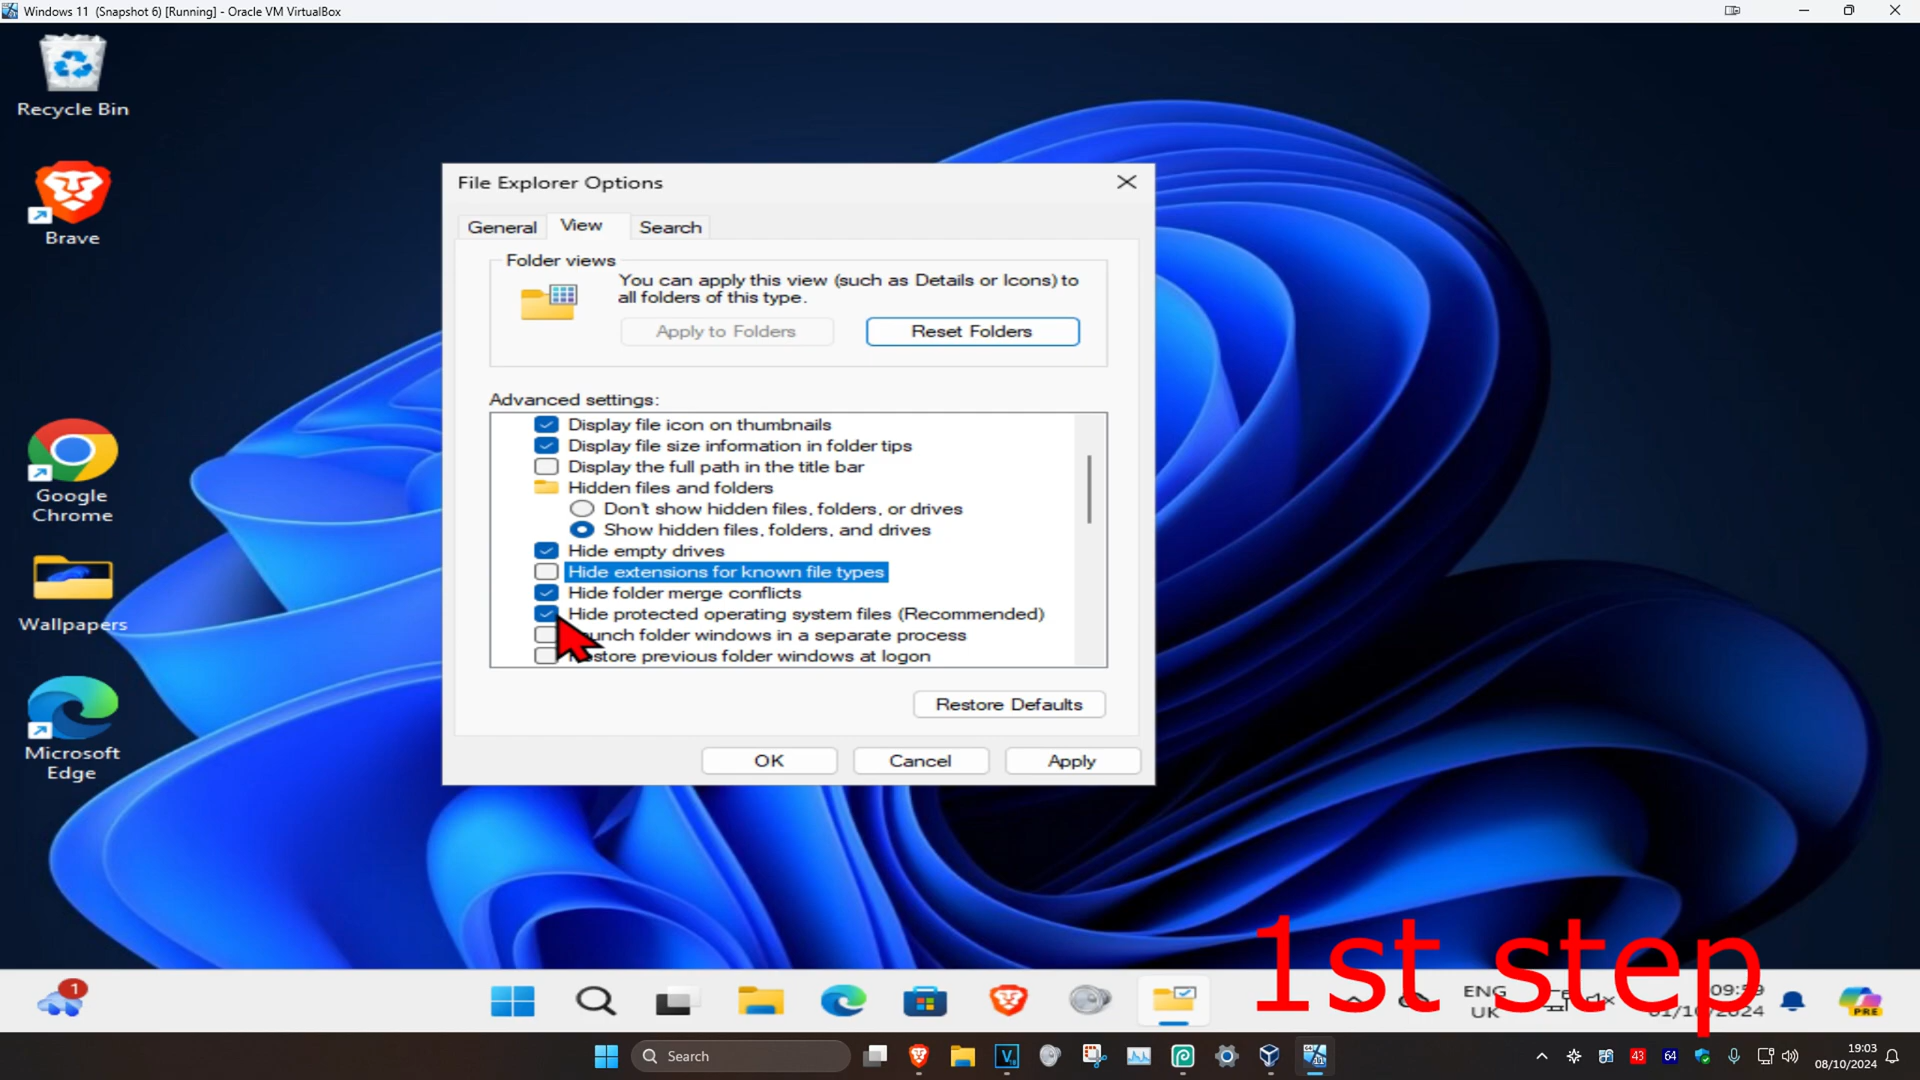 Windows 11 (Snapshot 6) [Running] - Oracle VM VirtualBox
Recycle Bin
Brave
Google
Chrome
Wallpapers
Microsoft
Edge
File Explorer Options
General
View
Search
Folder views
You can apply this view (such as Details or Icons) to
all folders of this type.
Apply to Folders
Reset Folders
Advanced settings:
Display file icon on thumbnails
Display file size information in folder tips
Display the full path in the title bar
Hidden files and folders
Don't show hidden files, folders, or drives
Show hidden files, folders, and drives
Hide empty drives
Hide extensions for known file types
Hide folder merge conflicts
Hide protected operating system files (Recommended)
folder windows in a separate process
previous folder windows at logon
Restore Defaults
OK
Cancel
Apply
1st step
1
ENG
UK
09:59
01/10/2024
PRE
Search
43
64
19:03
08/10/2024